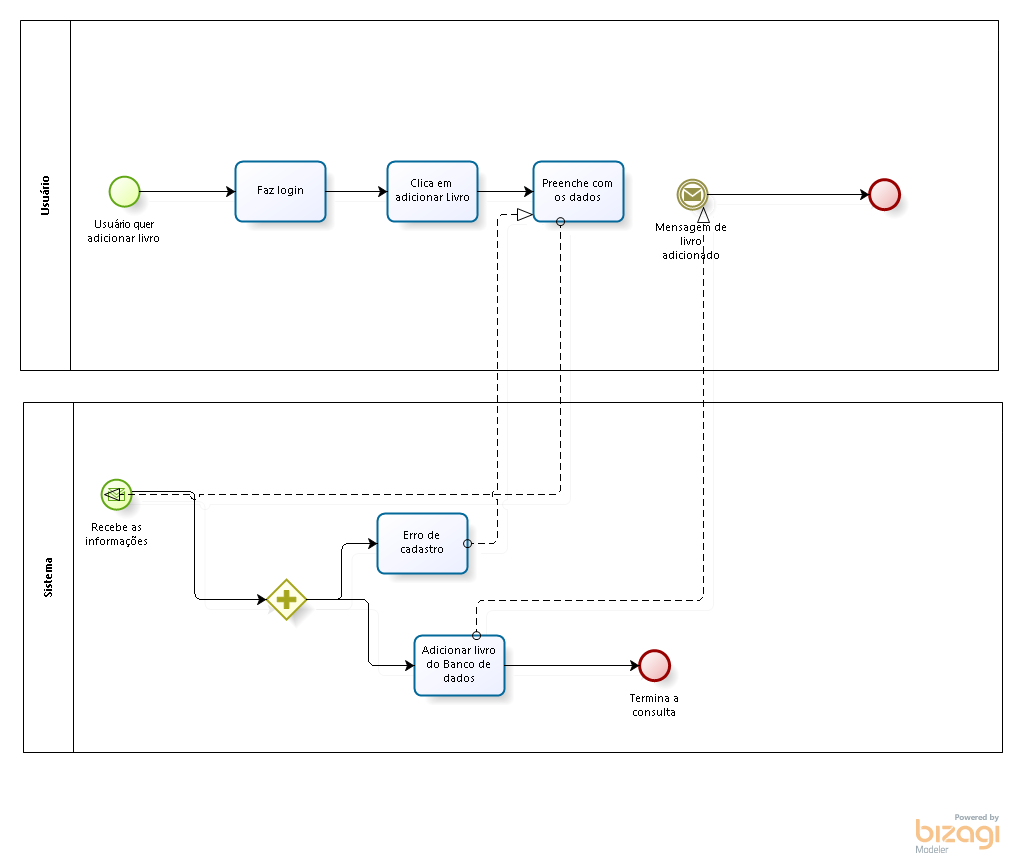 Usuário
Usuário quer
adicionar livro
Faz login
Clica em
adicionar Livro
Preenche com
os dados
Mensagem de
livro
adicionado
Sistema
Recebe as
informações
Erro de
cadastro
Adicionar livro
do Banco de
dados
Termina a
consulta
Powered by
bizagi
Modeler